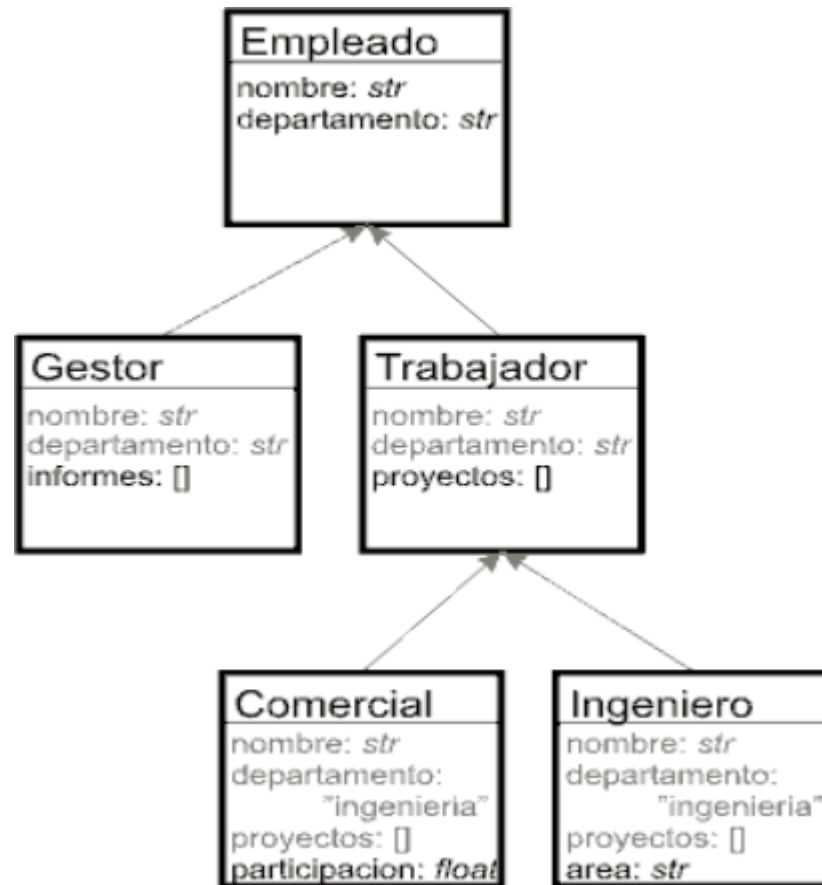 Empleado
nombre: str
departamento: str
Gestor
nombre: str
departamento: str
informes: []
Trabajador
nombre: str
departamento: str
proyectos: []
Comercial
nombre: str
departamento:
"ingenieria"
proyectos: []
participacion: float
Ingeniero
nombre: str
departamento:
"ingenieria"
proyectos: []
area: str